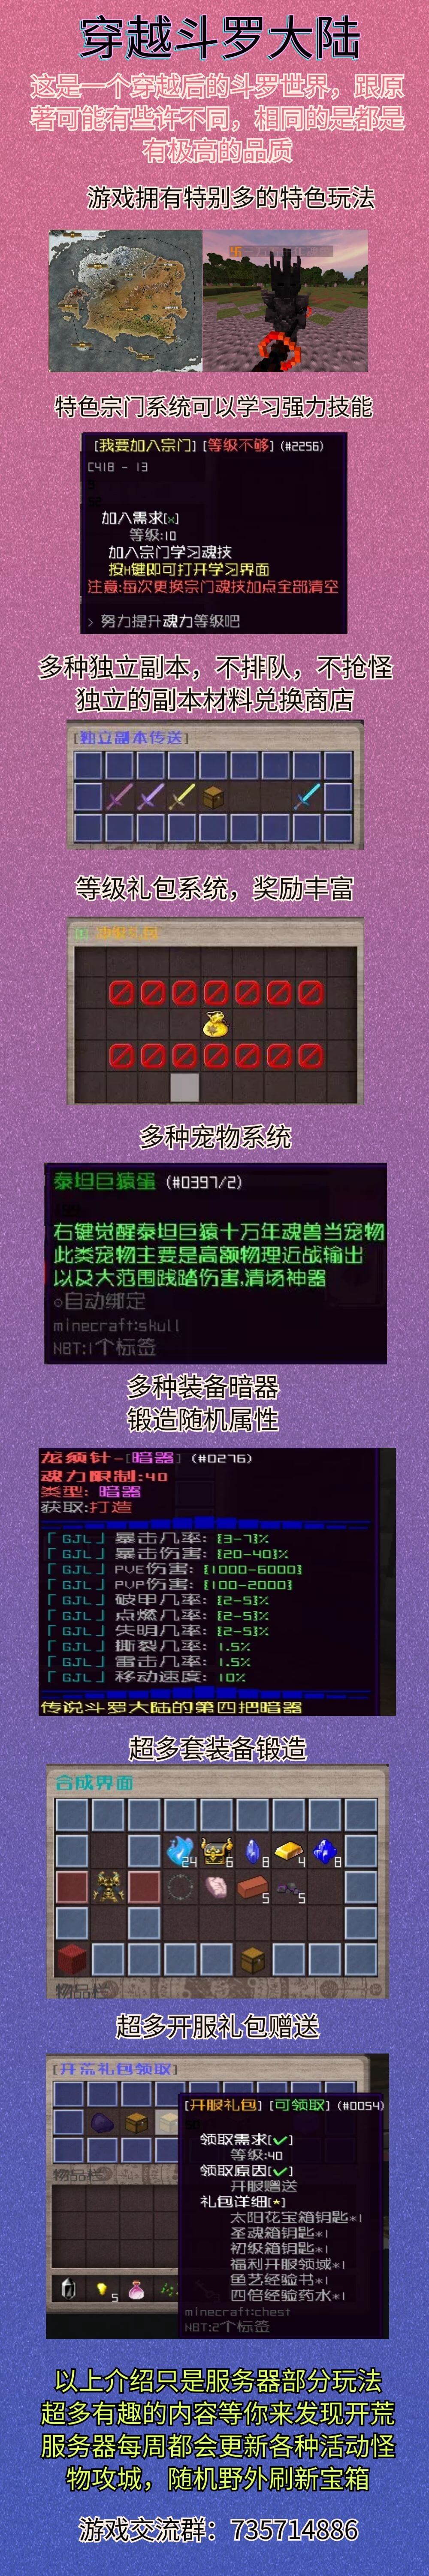 穿越斗罗大陆
这是一个穿越后的斗罗世界，跟原
著可能有些许不同，相同的是都是
有极高的品质
游戏拥有特别多的特色玩法
特色宗门系统可以学习强力技能
[我要加入宗门] [等级不够] (#2256)
C418 - 13
加入需求[x]
等级:10
加入宗门学习魂技
按H键即可打开学习界面
注意:每次更换宗门魂技加点全部清空
> 努力提升魂力等级吧
多种独立副本，不排队，不抢怪
独立的副本材料兑换商店
[独立副本传送]
等级礼包系统，奖励丰富
多种宠物系统
泰坦巨猿蛋 (#0397/2)
右键觉醒泰坦巨猿十万年魂兽当宠物
此类宠物主要是高额物理近战输出
以及大范围践踏伤害,清场神器
○自动绑定
minecraft:skull
NBT:1个标签
多种装备暗器
锻造随机属性
龙须针-[暗器] (#0276)
魂力限制:40
类型: 暗器
获取:打造
「 GJL 」暴击几率: {3-7}%
「 GJL 」暴击伤害: {20-40}%
「 GJL 」PVE伤害: {1000-6000}
「 GJL 」PVP伤害: {100-2000}
「 GJL 」破甲几率: {2-5}%
「 GJL 」点燃几率: {2-5}%
「 GJL 」失明几率: {2-5}%
「 GJL 」撕裂几率: 1.5%
「 GJL 」雷击几率: 1.5%
「 GJL 」移动速度: 10%
传说斗罗大陆的第四把暗器
超多套装备锻造
合成界面
24 6 8 4 8
5 5
物品栏
超多开服礼包赠送
[开荒礼包领取]
[开服礼包] [可领取] (#0054)
领取需求[✓]
等级:40
领取原因[✓]
开服赠送
礼包详细[*]
太阳花宝箱钥匙*1
圣魂箱钥匙*1
初级箱钥匙*1
福利开服领域*1
鱼艺经验书*1
四倍经验药水*1
minecraft:chest
NBT:2个标签
物品栏
5
以上介绍只是服务器部分玩法
超多有趣的内容等你来发现开荒
服务器每周都会更新各种活动怪
物攻城，随机野外刷新宝箱
游戏交流群：735714886